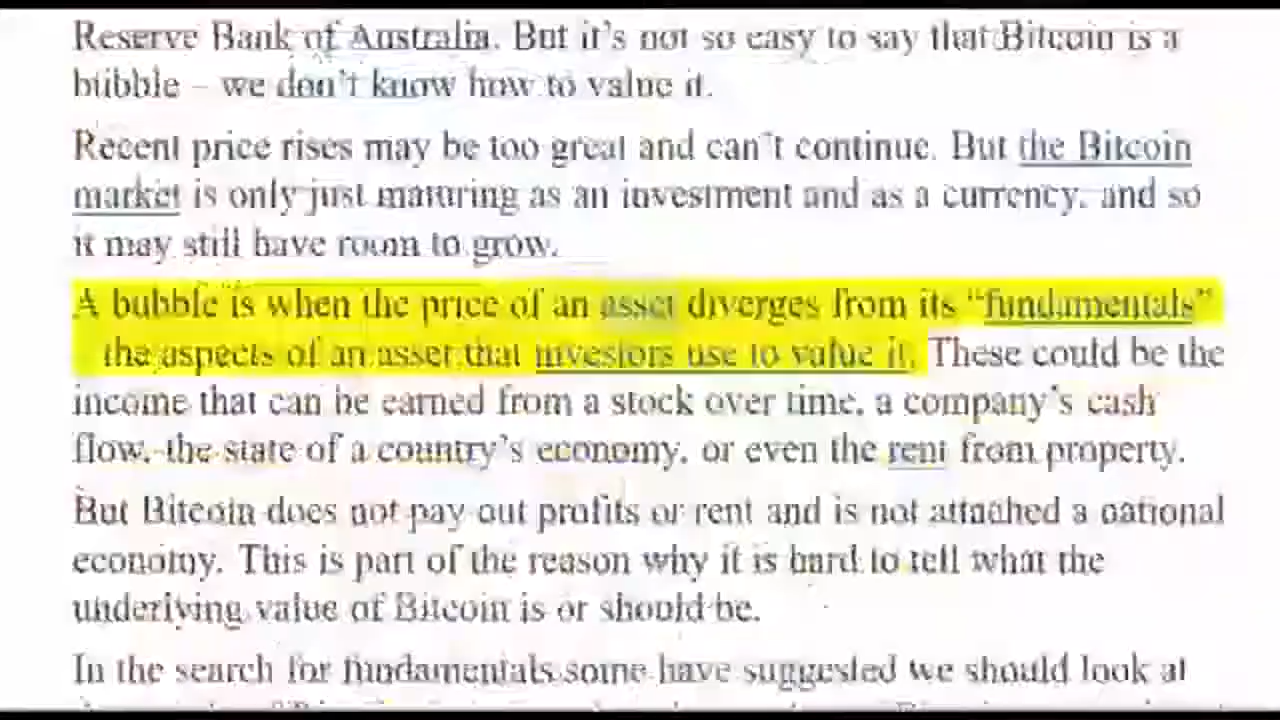 Reserve Bank of Australia. But it's not so easy to say that Bitcoin is a
bubble – we don't know how to value it.
Recent price rises may be too great and can't continue. But the Bitcoin
market is only just maturing as an investment and as a currency, and so
it may still have room to grow.
A bubble is when the price of an asset diverges from its “fundamentals”
the aspects of an asset that investors use to value it. These could be the
income that can be earned from a stock over time, a company's cash
flow, the state of a country's economy, or even the rent from property.
But Bitcoin does not pay out profits or rent and is not attached a national
economy. This is part of the reason why it is hard to tell what the
underlying value of Bitcoin is or should be.
In the search for fundamentals some have suggested we should look at